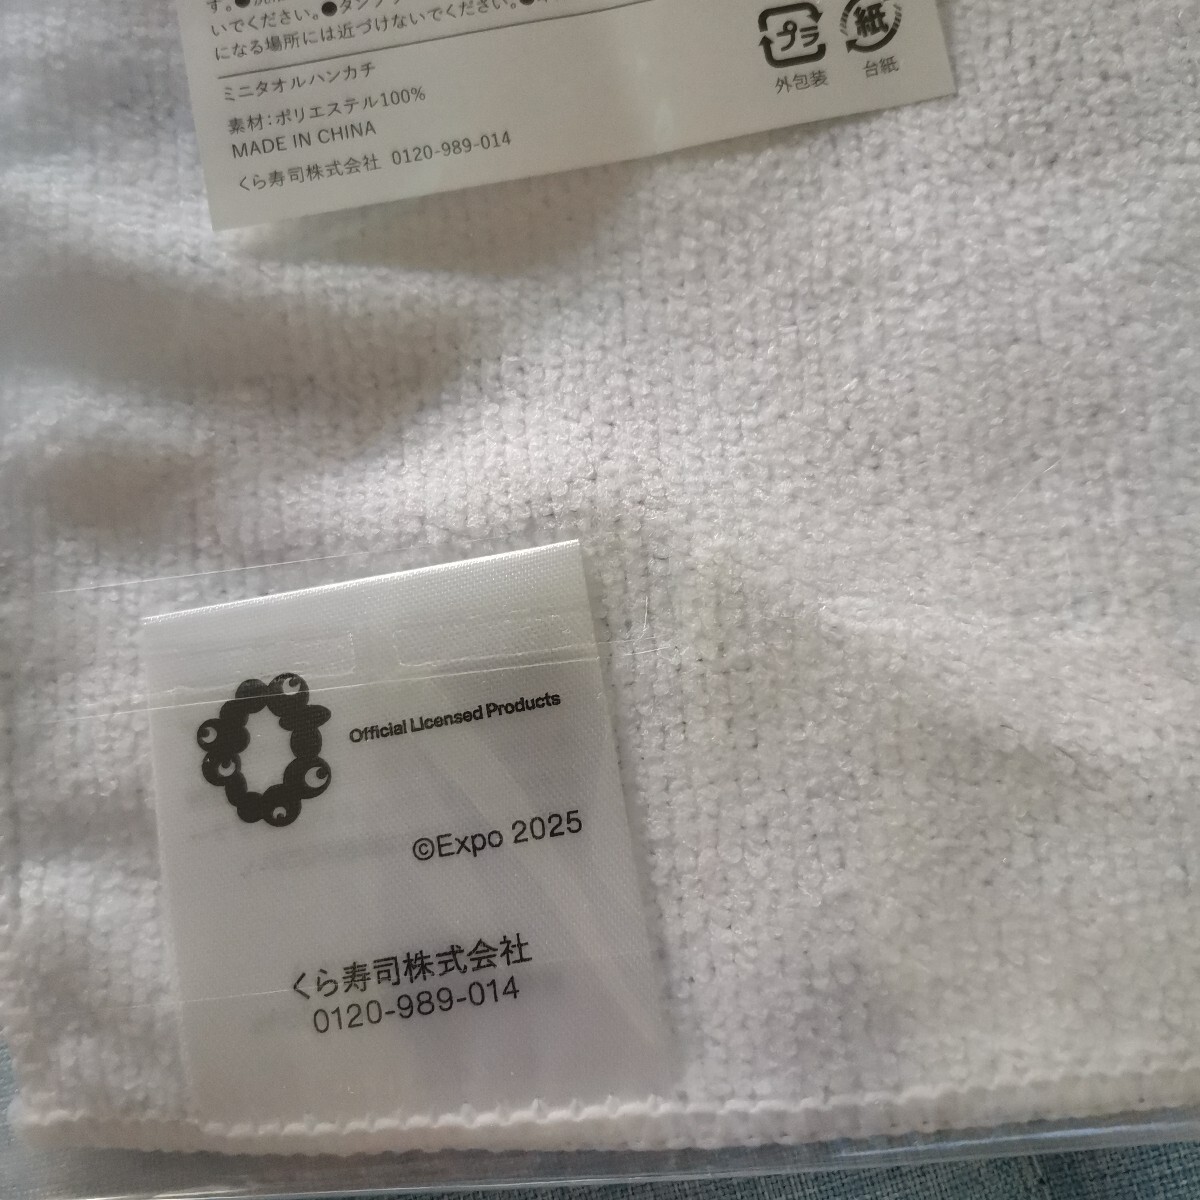 いでください。●タンブラ
になる場所には近づけないでください。●
ミニタオルハンカチ
素材：ポリエステル100%
MADE IN CHINA
くら寿司株式会社 0120-989-014
プラ
外包装
紙
台紙
Official Licensed Products
©Expo 2025
くら寿司株式会社
0120-989-014